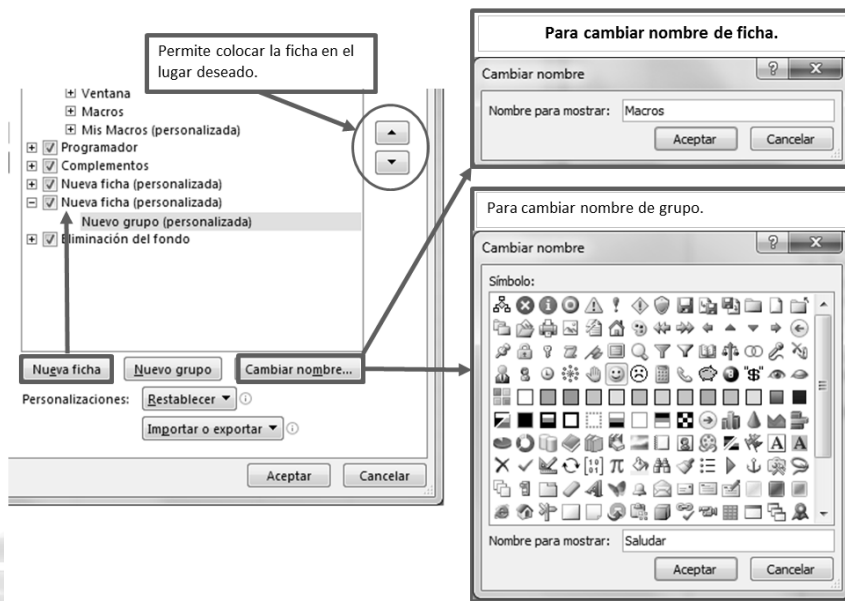 Permite colocar la ficha en el
lugar deseado.
Ventana
Macros
Mis Macros (personalizada)
Programador
Complementos
Nueva ficha (personalizada)
Nueva ficha (personalizada)
Nuevo grupo (personalizada)
Eliminación del fondo
Nueva ficha
Nuevo grupo
Cambiar nombre...
Personalizaciones:
Restablecer
Importar o exportar
Aceptar
Cancelar
Para cambiar nombre de ficha.
Cambiar nombre
Nombre para mostrar:
Macros
Aceptar
Cancelar
Para cambiar nombre de grupo.
Cambiar nombre
Símbolo:
Nombre para mostrar:
Saludar
Aceptar
Cancelar